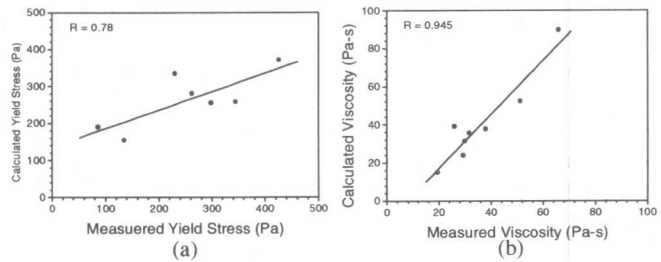 R = 0.78
Calculated Yield Stress (Pa)
500
400
300
200
100
0
0 100 200 300 400 500
Measuered Yield Stress (Pa)
(a)
R = 0.945
Calculated Viscosity (Pa-s)
100
80
60
40
20
0
0 20 40 60 80 100
Measured Viscosity (Pa-s)
(b)